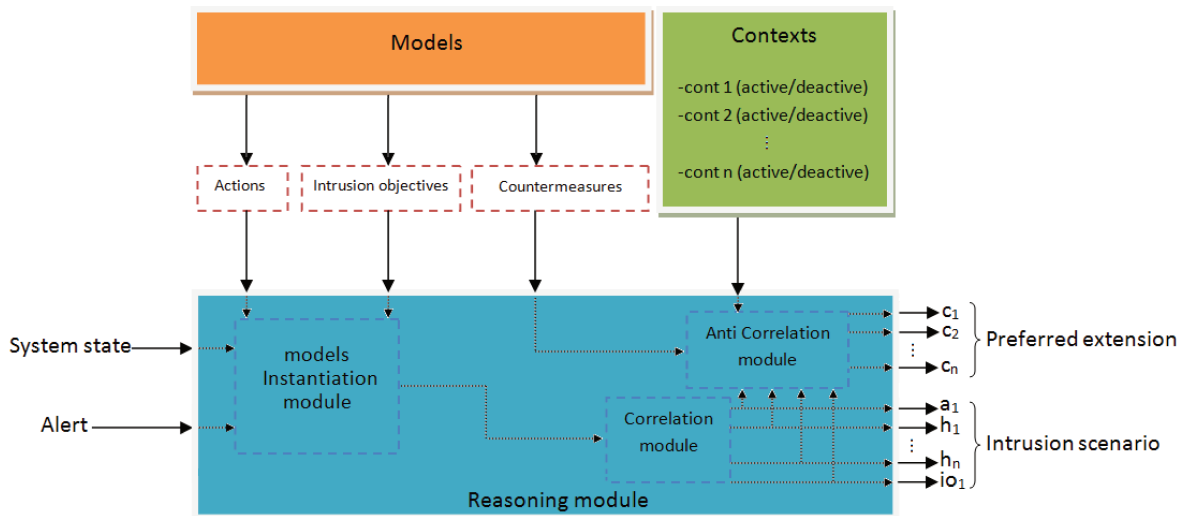 Models
Contexts
-cont 1 (active/deactive)
-cont 2 (active/deactive)
⋮
-cont n (active/deactive)
Actions
Intrusion objectives
Countermeasures
System state
Alert
models
Instantiation
module
Anti Correlation
module
Correlation
module
Reasoning module
c1
c2
⋮
cn
Preferred extension
a1
h1
⋮
hn
io1
Intrusion scenario